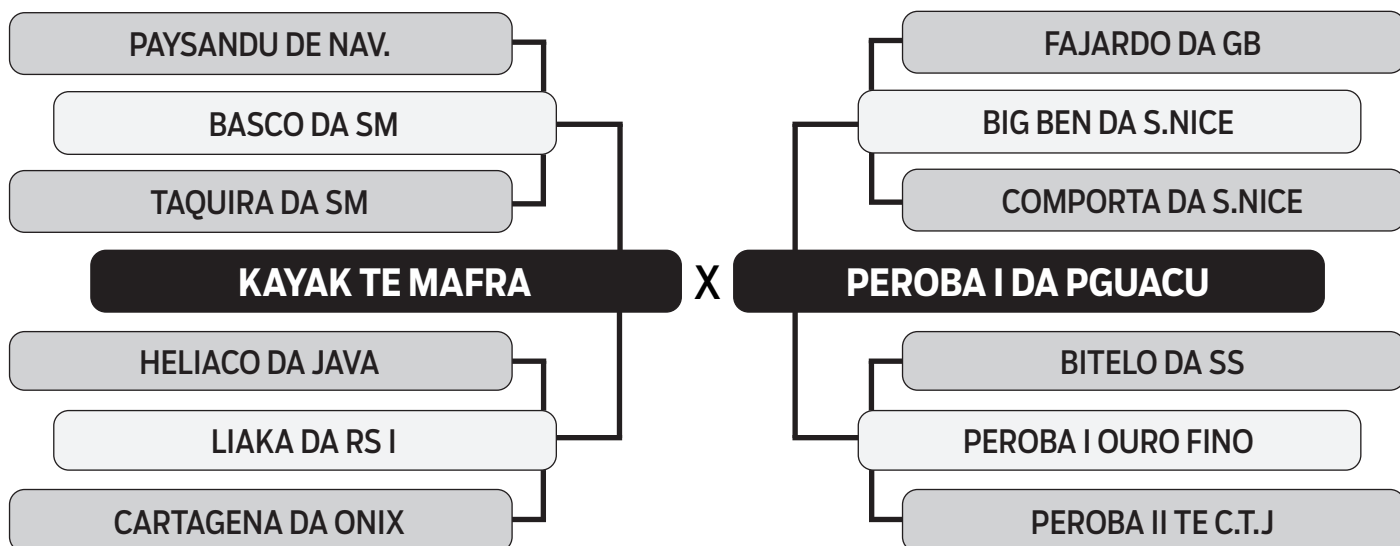 PAYSANDU DE NAV.
BASCO DA SM
TAQUIRA DA SM
KAYAK TE MAFRA
HELIACO DA JAVA
LIAKA DA RS I
CARTAGENA DA ONIX
X
FAJARDO DA GB
BIG BEN DA S.NICE
COMPORTA DA S.NICE
PEROBA I DA PGUACU
BITELO DA SS
PEROBA I OURO FINO
PEROBA II TE C.T.J